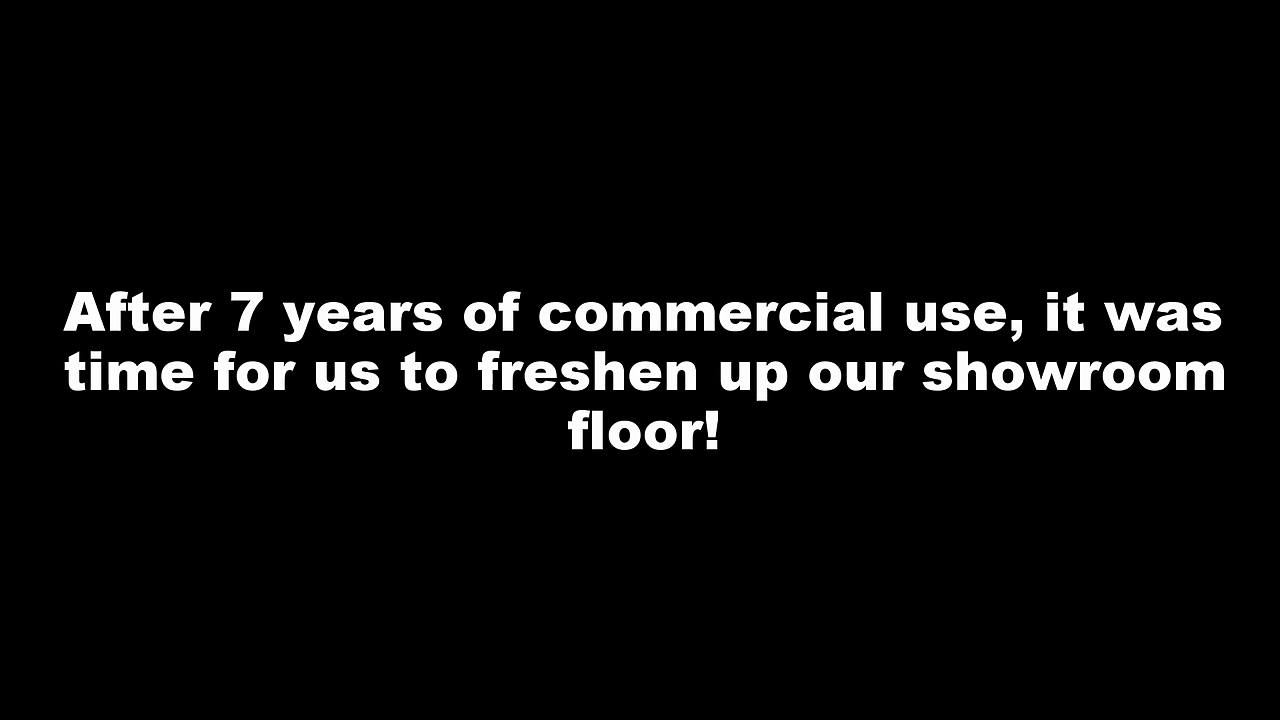 After 7 years of commercial use, it was
time for us to freshen up our showroom
floor!